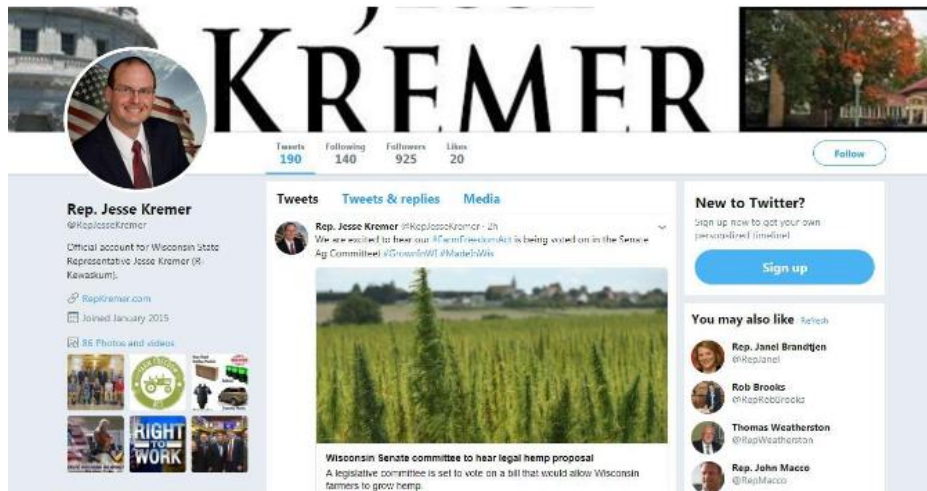 KREMER
Tweets Following Followers Likes
190 140 925 20
Follow
Rep. Jesse Kremer
@RepJesseKremer
Official account for Wisconsin State
Representative Jesse Kremer (R-
Kewaskum).
RepKremer.com
Joined January 2015
86 Photos and videos
RIGHT
TO
WORK
Tweets Tweets & replies Media
Rep. Jesse Kremer @RepJesseKremer · 2h
We are excited to hear our #FarmFreedomAct is being voted on in the Senate
Ag Committee! #GrownInWI #MadeInWis
Wisconsin Senate committee to hear legal hemp proposal
A legislative committee is set to vote on a bill that would allow Wisconsin
farmers to grow hemp.
New to Twitter?
Sign up now to get your own
personalized timeline!
Sign up
You may also like · Refresh
Rep. Janel Brandtjen
@RepJanel
Rob Brooks
@RepRobBrooks
Thomas Weatherston
@RepWeatherston
Rep. John Macco
@RepMacco